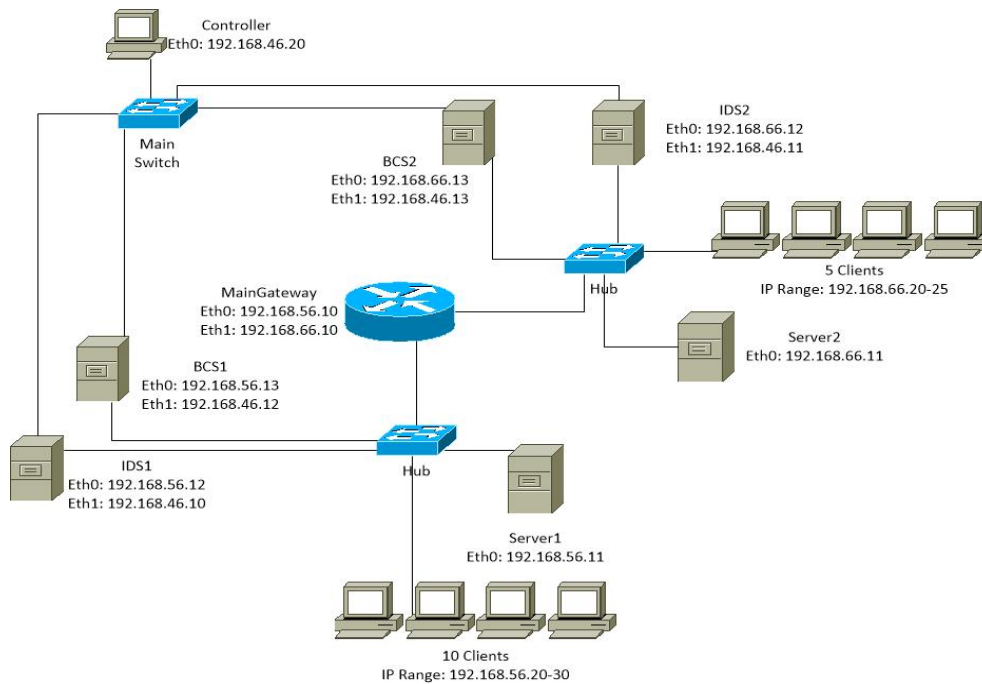 Controller
Eth0: 192.168.46.20
Main
Switch
BCS2
Eth0: 192.168.66.13
Eth1: 192.168.46.13
IDS2
Eth0: 192.168.66.12
Eth1: 192.168.46.11
Hub
5 Clients
IP Range: 192.168.66.20-25
MainGateway
Eth0: 192.168.56.10
Eth1: 192.168.66.10
Server2
Eth0: 192.168.66.11
BCS1
Eth0: 192.168.56.13
Eth1: 192.168.46.12
Hub
IDS1
Eth0: 192.168.56.12
Eth1: 192.168.46.10
Server1
Eth0: 192.168.56.11
10 Clients
IP Range: 192.168.56.20-30